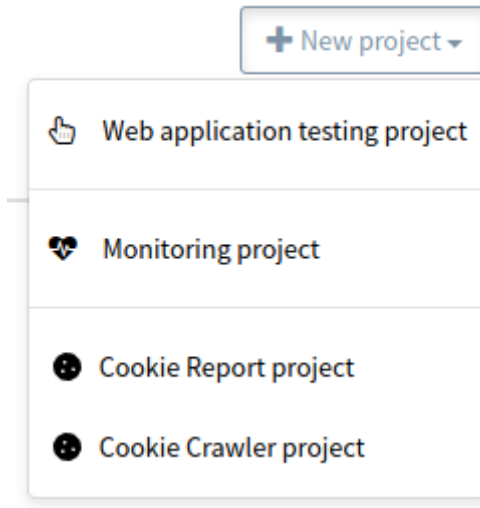 New project
Web application testing project
Monitoring project
Cookie Report project
Cookie Crawler project